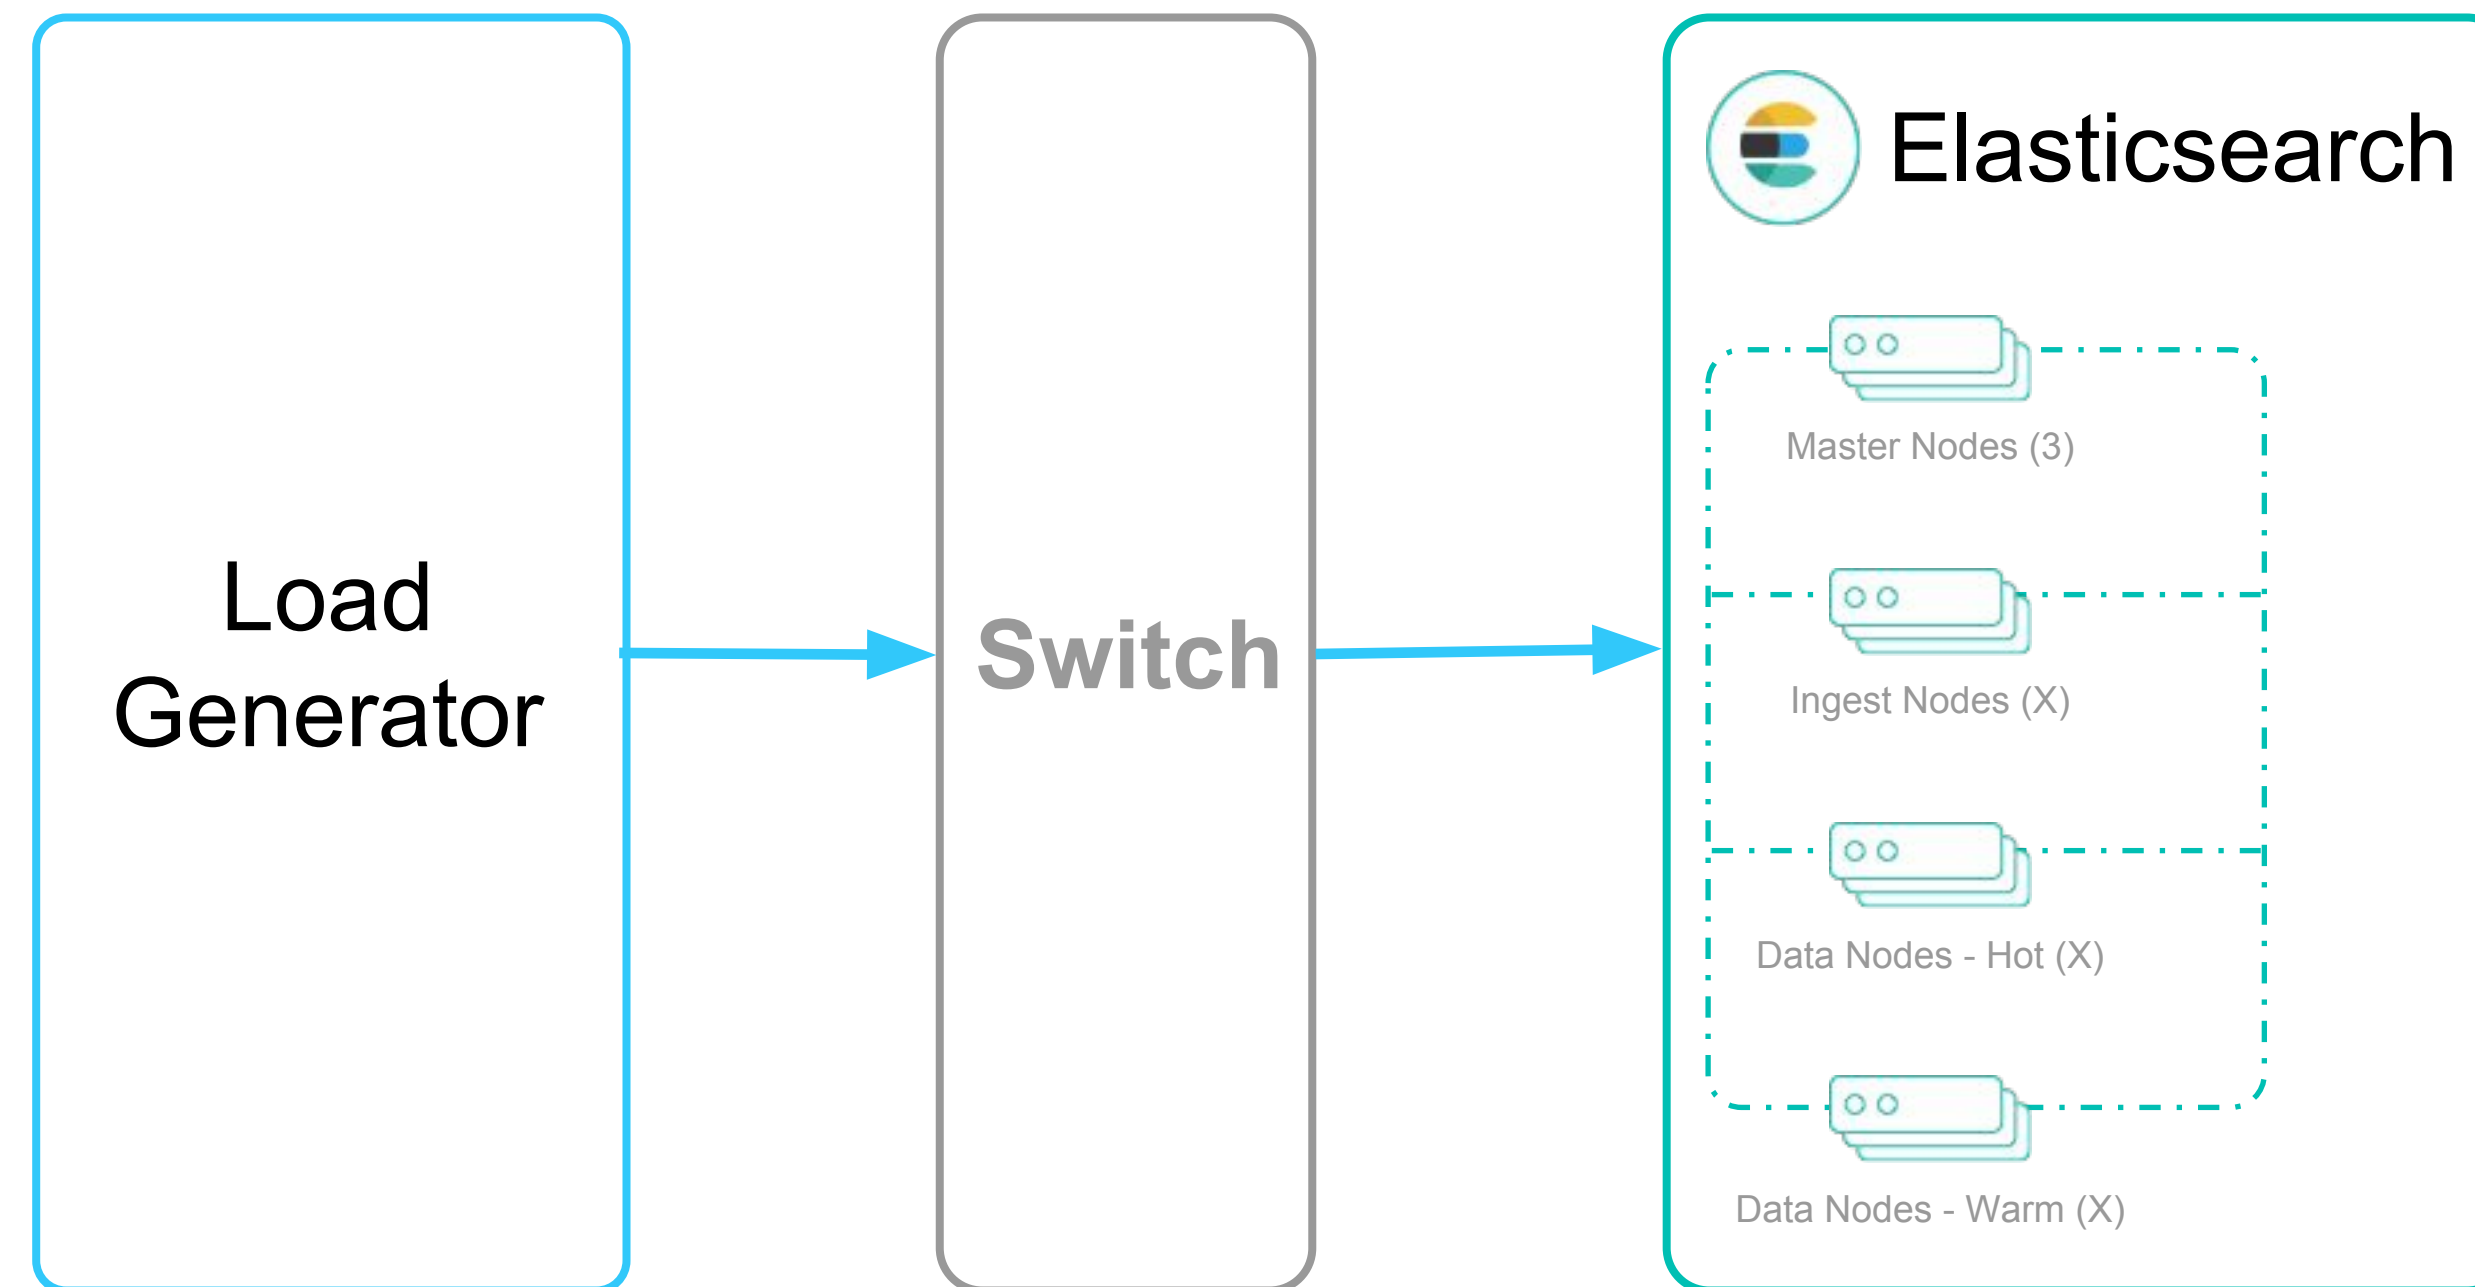 Load
Generator
Switch
Elasticsearch
Master Nodes (3)
Ingest Nodes (X)
Data Nodes - Hot (X)
Data Nodes - Warm (X)